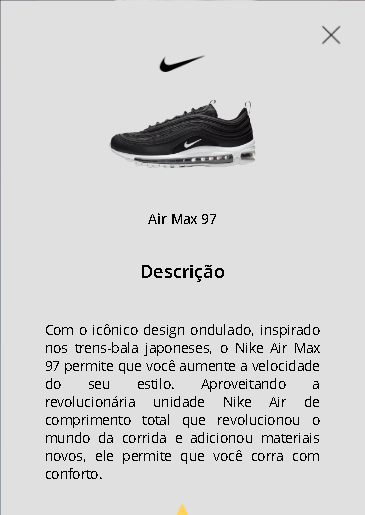 Air Max 97
Descrição
Com o icônico design ondulado, inspirado
nos trens-bala japoneses, o Nike Air Max
97 permite que você aumente a velocidade
do seu estilo. Aproveitando a
revolucionária unidade Nike Air de
comprimento total que revolucionou o
mundo da corrida e adicionou materiais
novos, ele permite que você corra com
conforto.